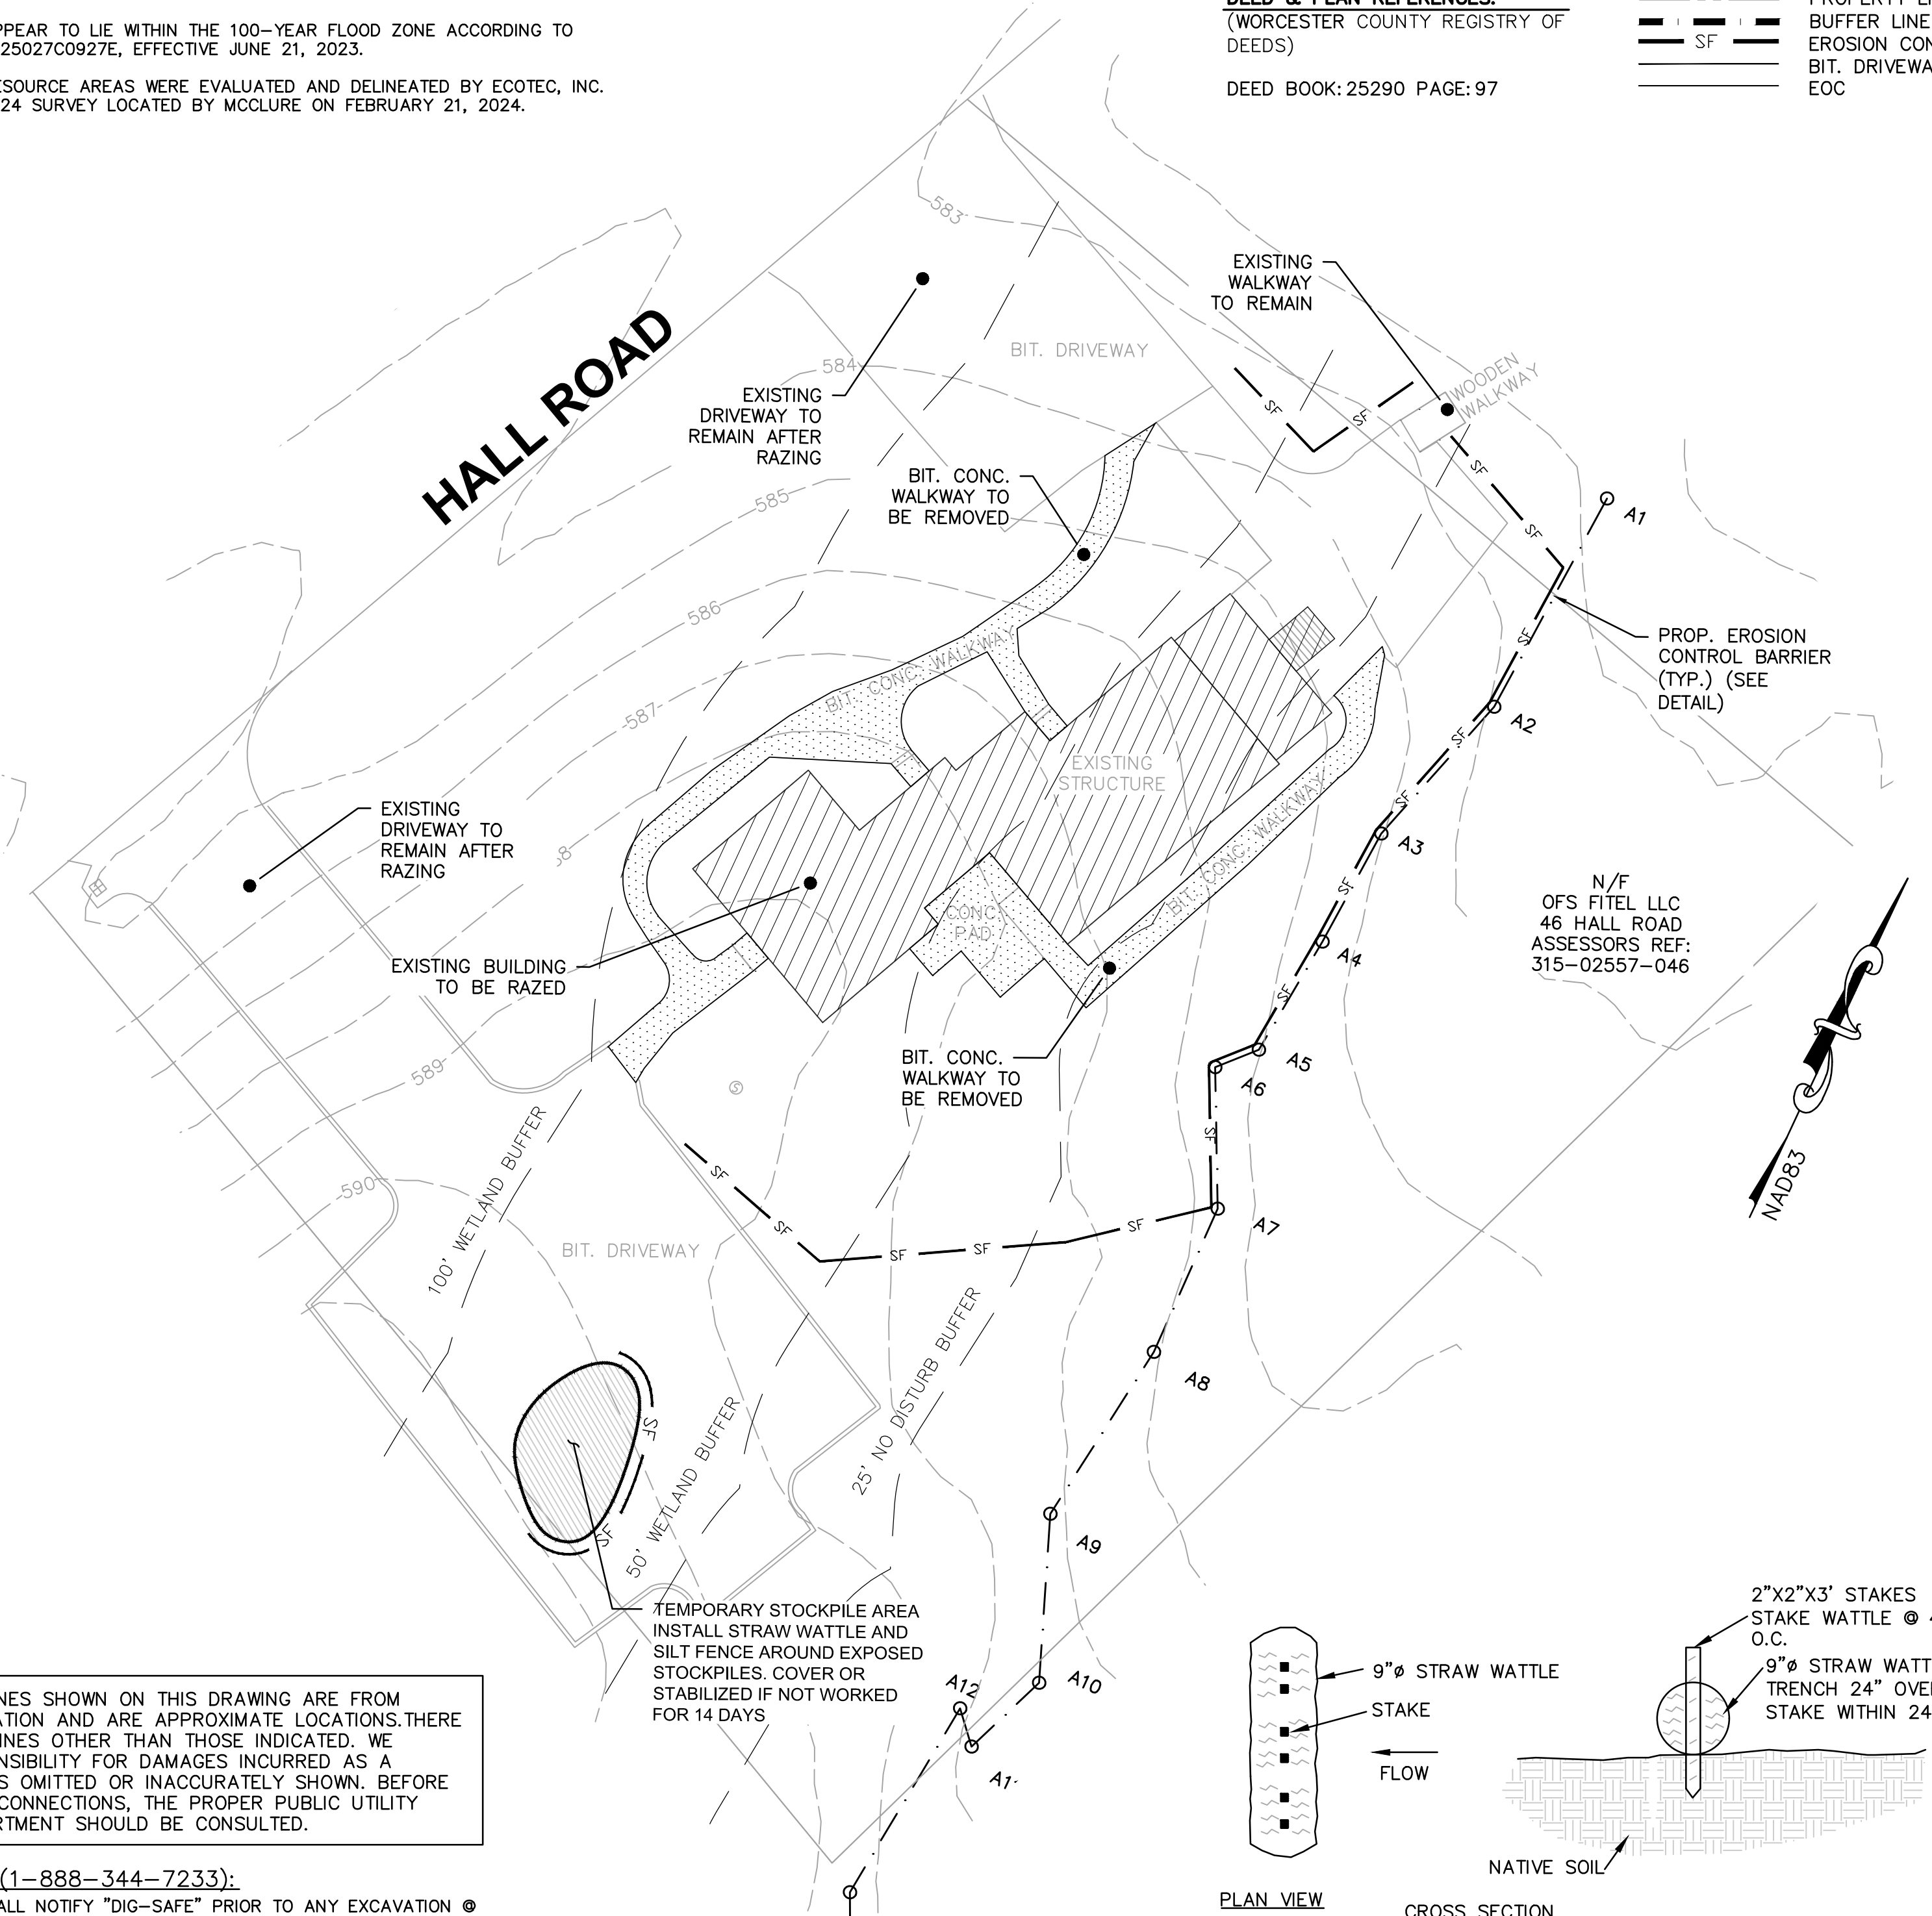 PPEAR TO LIE WITHIN THE 100-YEAR FLOOD ZONE ACCORDING TO
25027C0927E, EFFECTIVE JUNE 21, 2023.
ESOURCE AREAS WERE EVALUATED AND DELINEATED BY ECOTEC, INC.
24 SURVEY LOCATED BY MCCLURE ON FEBRUARY 21, 2024.
DEED & PLAN REFERENCES:
(WORCESTER COUNTY REGISTRY OF
DEEDS)
DEED BOOK: 25290 PAGE: 97
BUFFER LINE
SF
EROSION CON
BIT. DRIVEWA
EOC
583
HALL ROAD
584
EXISTING
DRIVEWAY TO
REMAIN AFTER
RAZING
BIT. DRIVEWAY
EXISTING
WALKWAY
TO REMAIN
WOODEN
WALKWAY
SF
SF
SF
SF
A1
BIT. CONC.
WALKWAY TO
BE REMOVED
585
586
587
BIT. CONC. WALKWAY
PROP. EROSION
CONTROL BARRIER
(TYP.) (SEE
DETAIL)
SF
A2
SF
SF
A3
EXISTING
STRUCTURE
BIT. CONC. WALKWAY
EXISTING
DRIVEWAY TO
REMAIN AFTER
RAZING
8
CONC.
PAD
SF
A4
N/F
OFS FITEL LLC
46 HALL ROAD
ASSESSORS REF:
315-02557-046
EXISTING BUILDING
TO BE RAZED
SF
A5
A6
BIT. CONC.
WALKWAY TO
BE REMOVED
589
S
SF
A7
NAD83
590
100' WETLAND BUFFER
BIT. DRIVEWAY
SF
SF
SF
SF
SF
A8
25' NO DISTURB BUFFER
50' WETLAND BUFFER
SF
SF
A9
TEMPORARY STOCKPILE AREA
INSTALL STRAW WATTLE AND
SILT FENCE AROUND EXPOSED
STOCKPILES. COVER OR
STABILIZED IF NOT WORKED
FOR 14 DAYS
A10
A12
A1
NES SHOWN ON THIS DRAWING ARE FROM
ATION AND ARE APPROXIMATE LOCATIONS.THERE
INES OTHER THAN THOSE INDICATED. WE
NSIBILITY FOR DAMAGES INCURRED AS A
S OMITTED OR INACCURATELY SHOWN. BEFORE
CONNECTIONS, THE PROPER PUBLIC UTILITY
RTMENT SHOULD BE CONSULTED.
(1-888-344-7233):
ALL NOTIFY "DIG-SAFE" PRIOR TO ANY EXCAVATION @
9"ø STRAW WATTLE
STAKE
FLOW
PLAN VIEW
2"X2"X3' STAKES
STAKE WATTLE @ 4
O.C.
9"ø STRAW WATT
TRENCH 24" OVE
STAKE WITHIN 24
NATIVE SOIL
CROSS SECTION